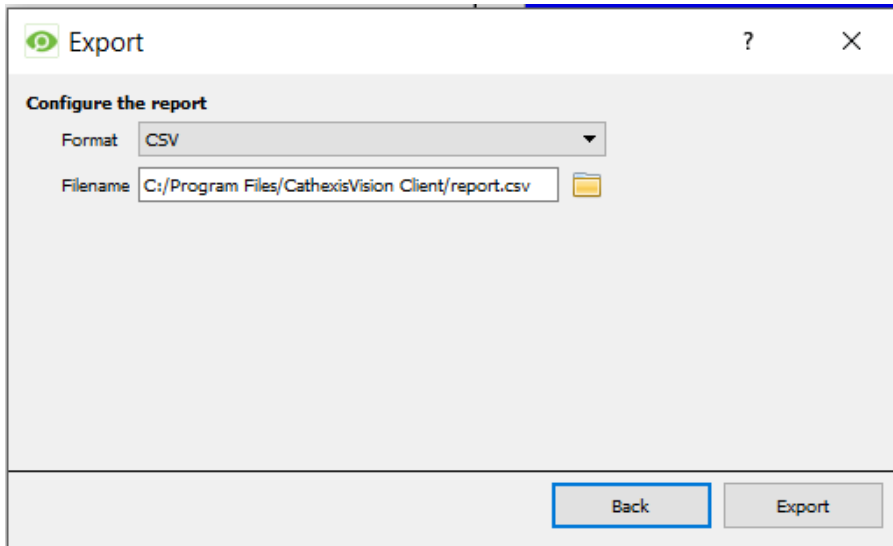 Export
?
Configure the report
Format CSV
Filename C:/Program Files/CathexisVision Client/report.csv
Back Export